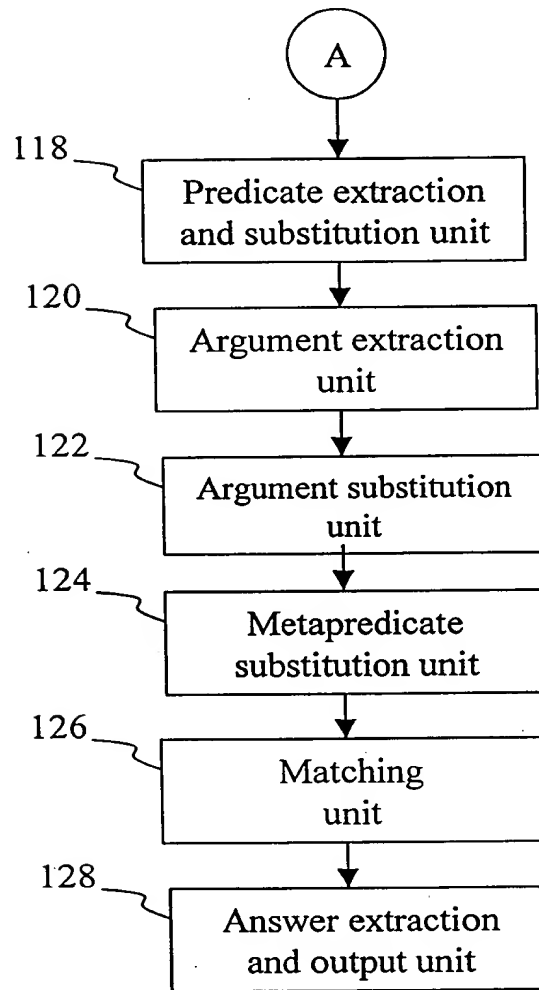 A
118
Predicate extraction
and substitution unit
120
Argument extraction
unit
122
Argument substitution
unit
124
Metapredicate
substitution unit
126
Matching
unit
128
Answer extraction
and output unit